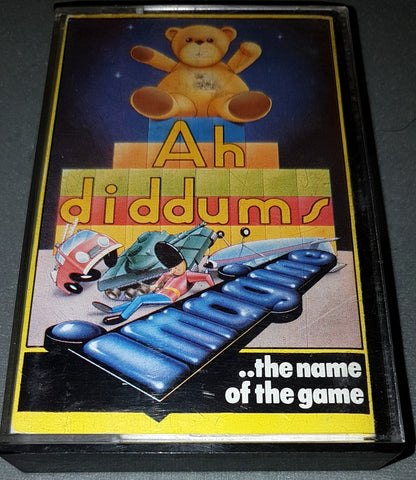 Ah
diddums
imagine
..the name
of the game